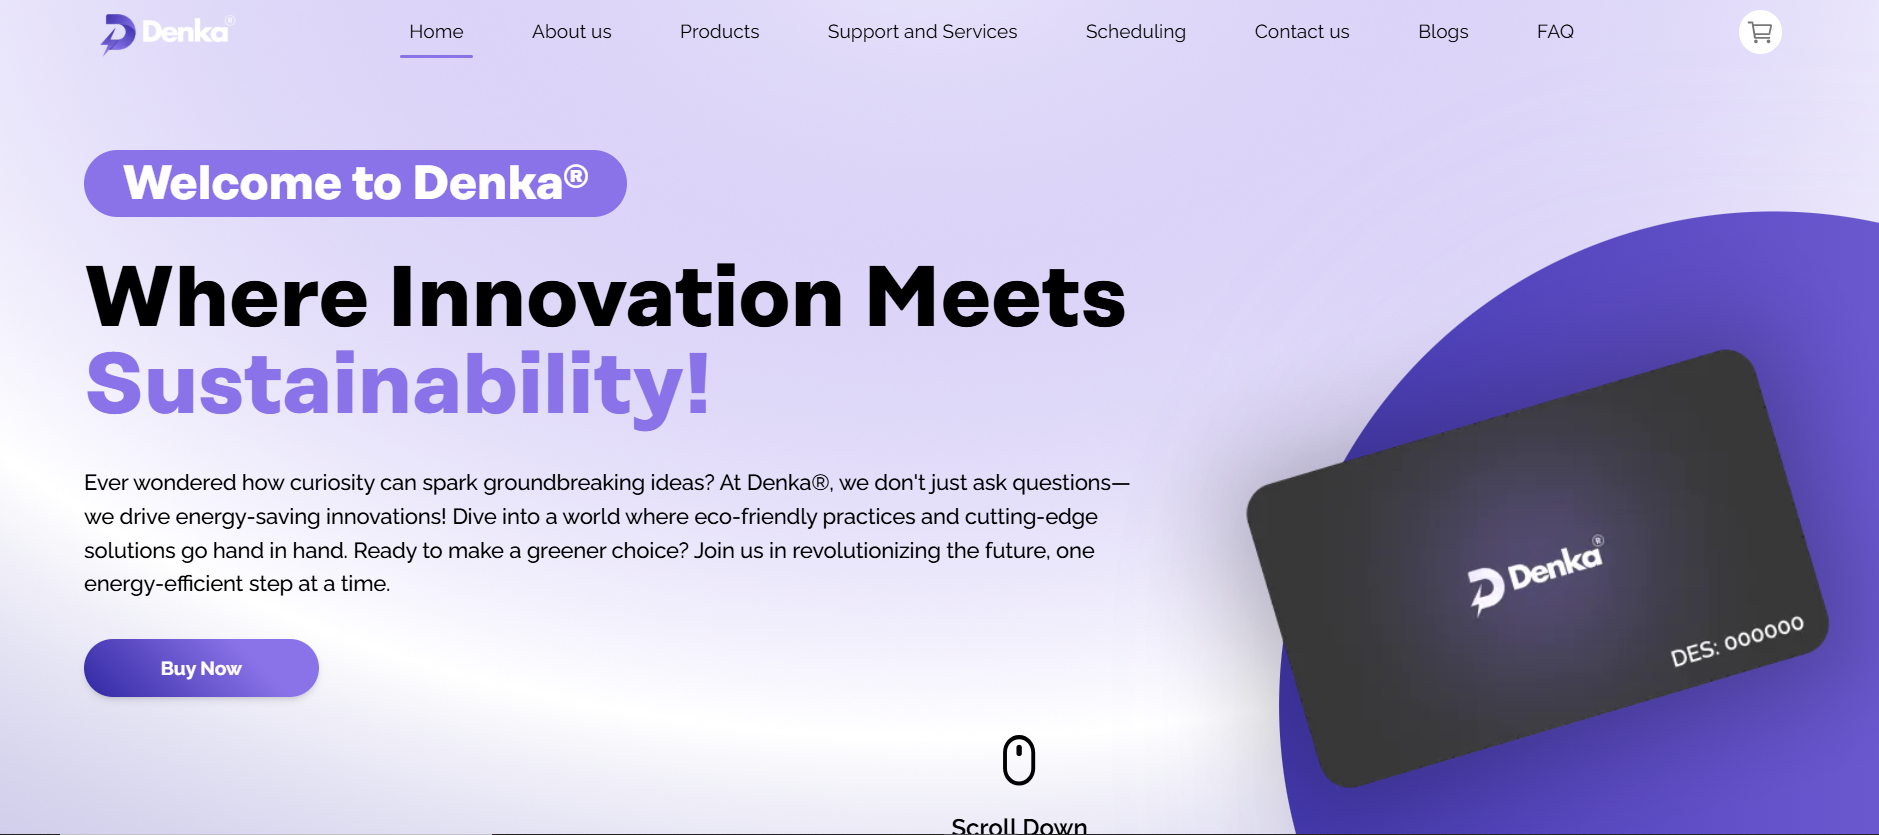 Denka®
Home
About us
Products
Support and Services
Scheduling
Contact us
Blogs
FAQ
Welcome to Denka®
Where Innovation Meets
Sustainability!
Ever wondered how curiosity can spark groundbreaking ideas? At Denka®, we don't just ask questions—
we drive energy-saving innovations! Dive into a world where eco-friendly practices and cutting-edge
solutions go hand in hand. Ready to make a greener choice? Join us in revolutionizing the future, one
energy-efficient step at a time.
Buy Now
Denka®
DES: 000000
Scroll Down